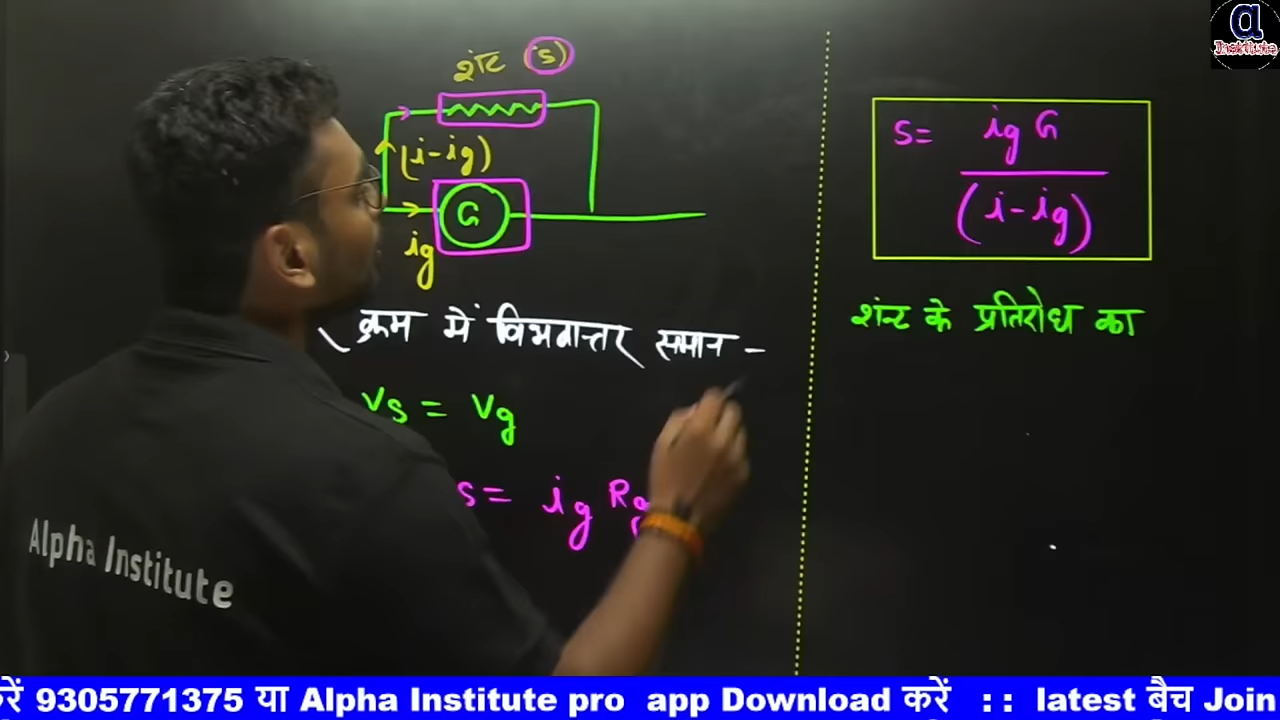 α
Institute
शंट (S)
(i-ig)
G
ig
क्रम में विभवान्तर समान -
Vs = Vg
s = ig Rg
S= ig G
(i-ig)
शंन्ट के प्रतिरोध का
Alpha Institute
रें 9305771375 या Alpha Institute pro app Download करें :: latest बैच Join